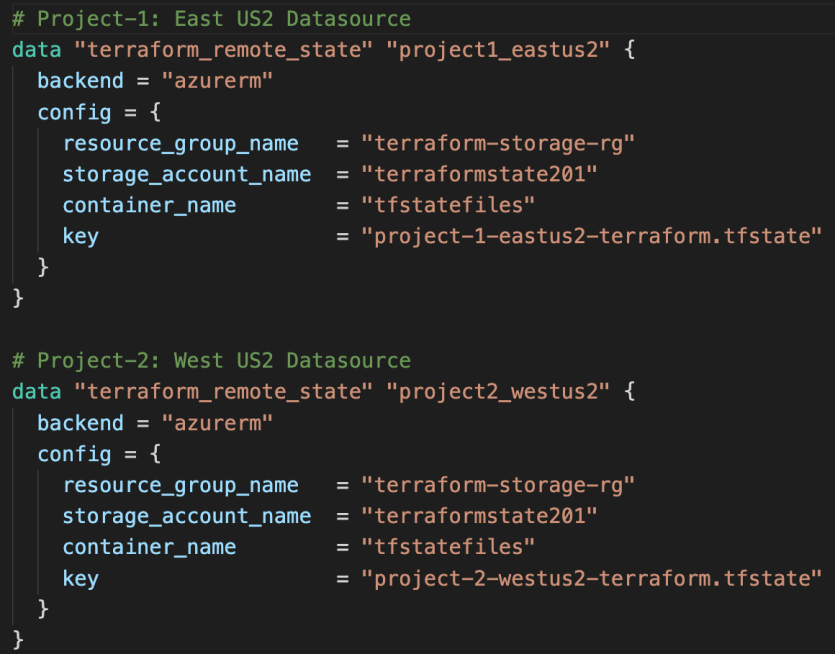 # Project-1: East US2 Datasource
data "terraform_remote_state" "project1_eastus2" {
  backend = "azurerm"
  config = {
    resource_group_name   = "terraform-storage-rg"
    storage_account_name  = "terraformstate201"
    container_name        = "tfstatefiles"
    key                   = "project-1-eastus2-terraform.tfstate"
  }
}

# Project-2: West US2 Datasource
data "terraform_remote_state" "project2_westus2" {
  backend = "azurerm"
  config = {
    resource_group_name   = "terraform-storage-rg"
    storage_account_name  = "terraformstate201"
    container_name        = "tfstatefiles"
    key                   = "project-2-westus2-terraform.tfstate"
  }
}